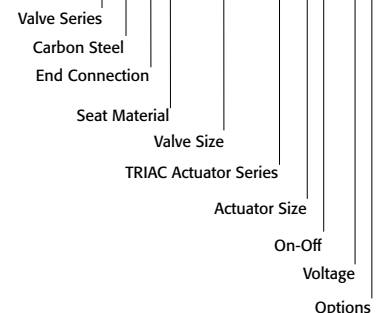 Valve Series
Carbon Steel
End Connection
Seat Material
Valve Size
TRIAC Actuator Series
Actuator Size
On-Off
Voltage
Options